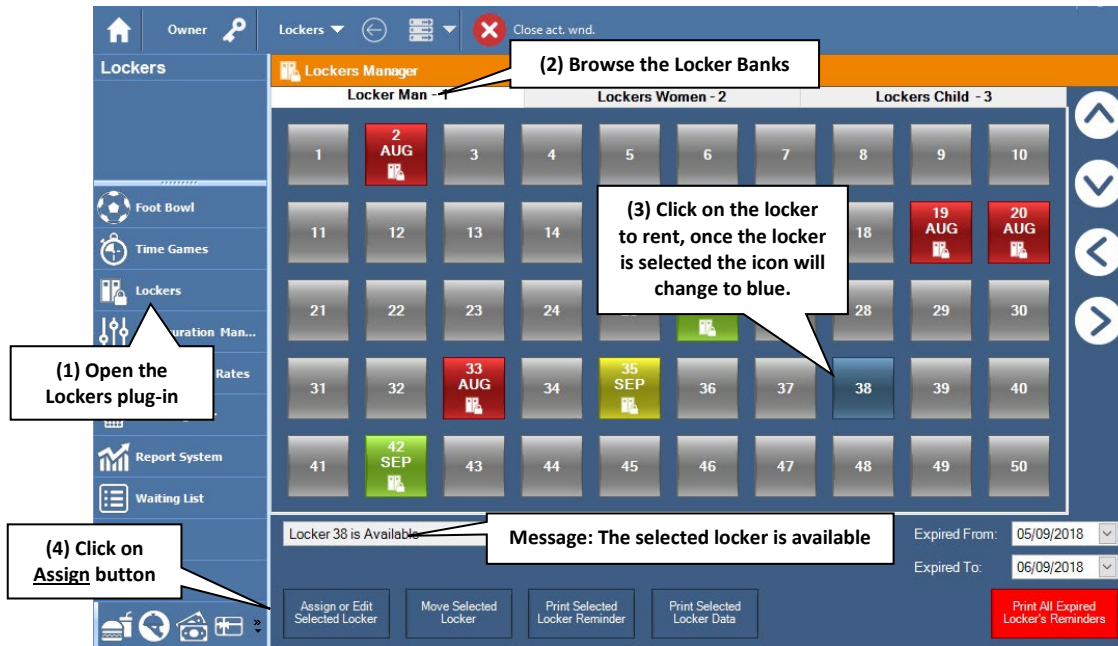 Owner
Lockers
Close act. wnd.
Lockers
Lockers Manager
(2) Browse the Locker Banks
Locker Man - 1
Lockers Women - 2
Lockers Child - 3
1
2
AUG
3
4
5
6
7
8
9
10
Foot Bowl
Time Games
Lockers
uration Man...
Rates
11
12
13
14
(3) Click on the locker
to rent, once the locker
is selected the icon will
change to blue.
18
19
AUG
20
AUG
21
22
23
24
28
29
30
(1) Open the
Lockers plug-in
31
32
33
AUG
34
35
SEP
36
37
38
39
40
Report System
Waiting List
41
42
SEP
43
44
45
46
47
48
49
50
(4) Click on
Assign button
Locker 38 is Available
Message: The selected locker is available
Expired From:
05/09/2018
Expired To:
06/09/2018
Assign or Edit
Selected Locker
Move Selected
Locker
Print Selected
Locker Reminder
Print Selected
Locker Data
Print All Expired
Locker's Reminders